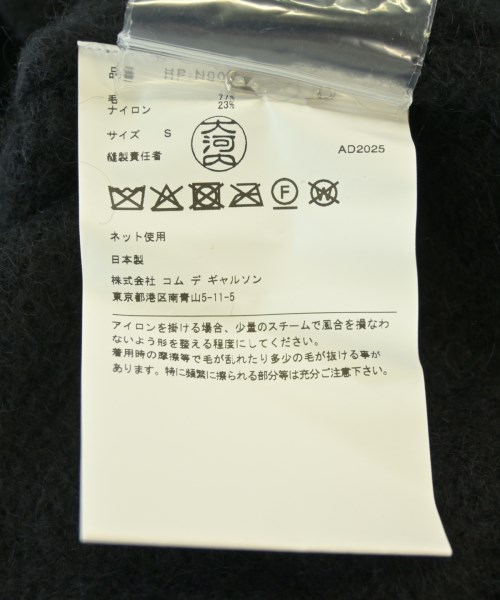 品番 HP-N00
毛 77%
ナイロン 23%
サイズ S
縫製責任者 大河内
AD2025
F W
ネット使用
日本製
株式会社 コム デ ギャルソン
東京都港区南青山5-11-5
アイロンを掛ける場合、少量のスチームで風合を損なわ
ないよう形を整える程度にしてください。
着用時の摩擦等で毛が乱れたり多少の毛が抜ける事が
あります。特に頻繁に擦られる部分等は充分ご注意下さい。